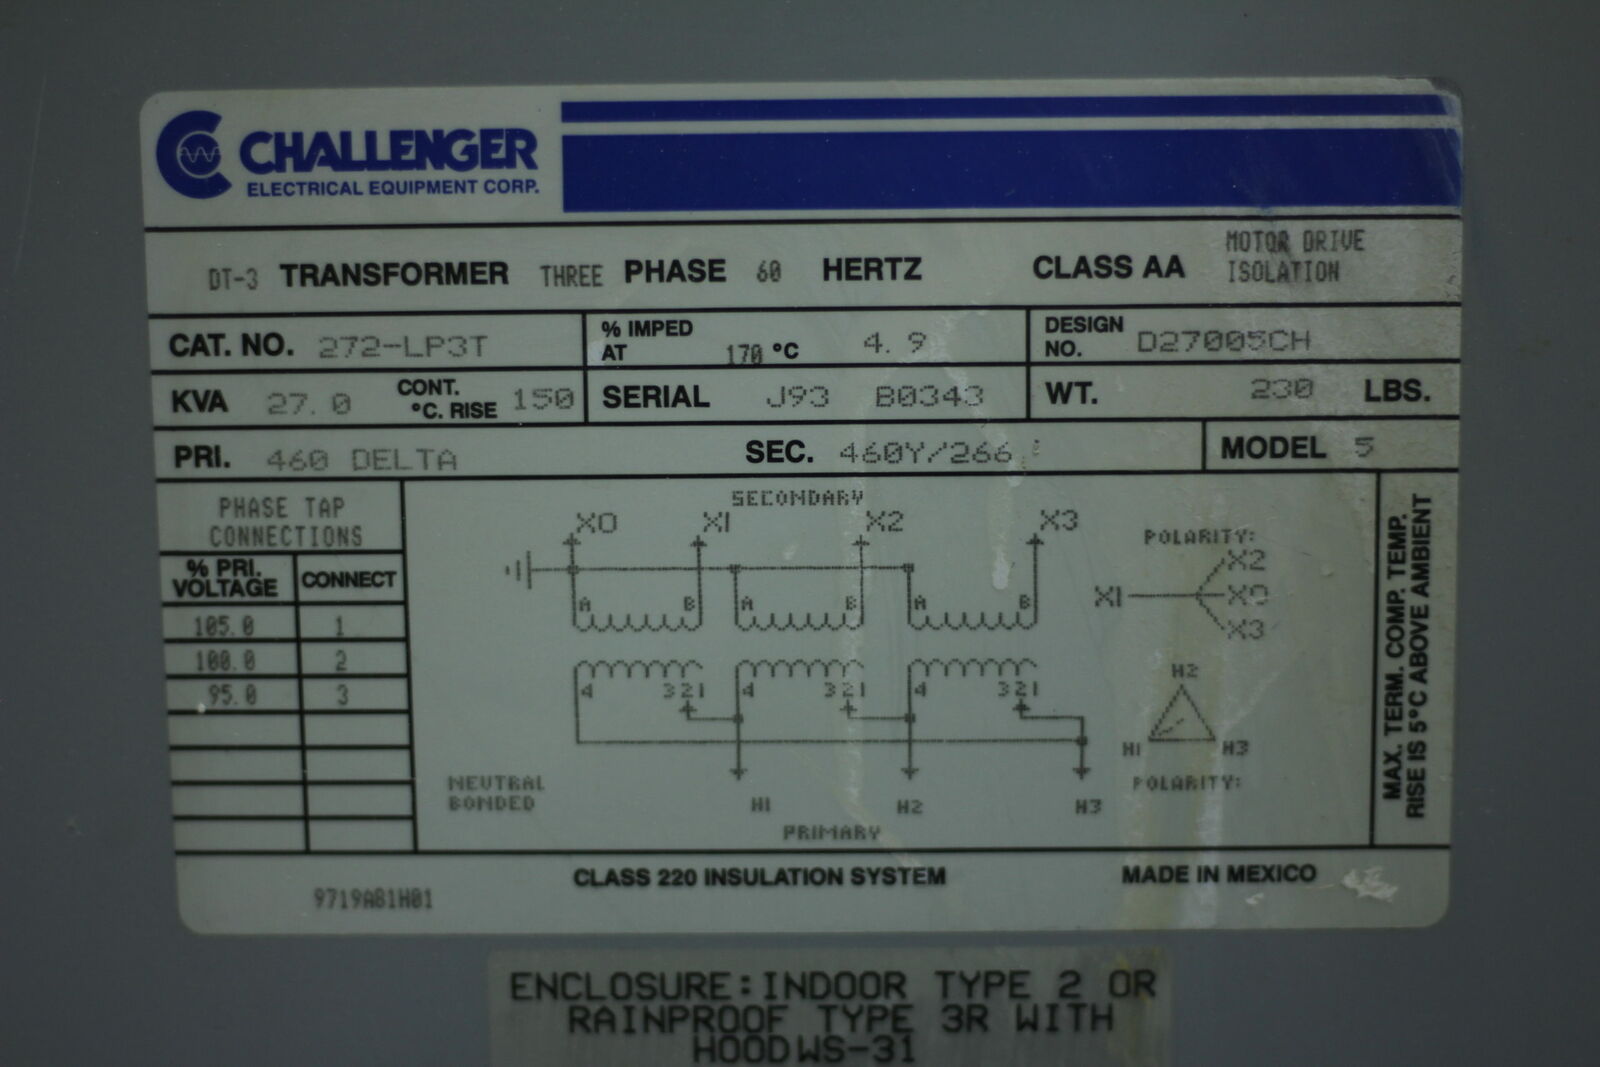 CHALLENGER
ELECTRICAL EQUIPMENT CORP.
DT-3 TRANSFORMER THREE PHASE 60 HERTZ CLASS AA MOTOR DRIVE
ISOLATION
CAT. NO. 272-LP3T
% IMPED
AT 170 °C 4.9
DESIGN
NO. D27005CH
KVA 27.0 CONT.
°C. RISE 150
SERIAL J93 B0343
WT. 230 LBS.
PRI. 460 DELTA
SEC. 460Y/266
MODEL 5
PHASE TAP
CONNECTIONS
% PRI.
VOLTAGE
CONNECT
105.0 1
100.0 2
95.0 3
SECONDARY
X0 X1 X2 X3
A B A B A B
4 3 2 1 4 3 2 1 4 3 2 1
H1 H2 H3
PRIMARY
NEUTRAL
BONDED
POLARITY:
X2
X1 X0
X3
H2
H1 H3
POLARITY:
MAX. TERM. COMP. TEMP.
RISE IS 5°C ABOVE AMBIENT
9719A81H01
CLASS 220 INSULATION SYSTEM
MADE IN MEXICO
ENCLOSURE:INDOOR TYPE 2 OR
RAINPROOF TYPE 3R WITH
HOOD WS-31